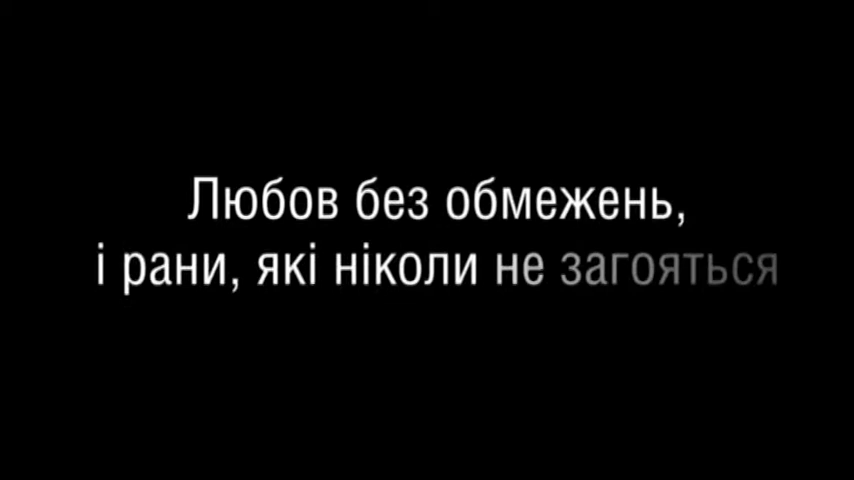 Любов без обмежень,
і рани, які ніколи не загояться